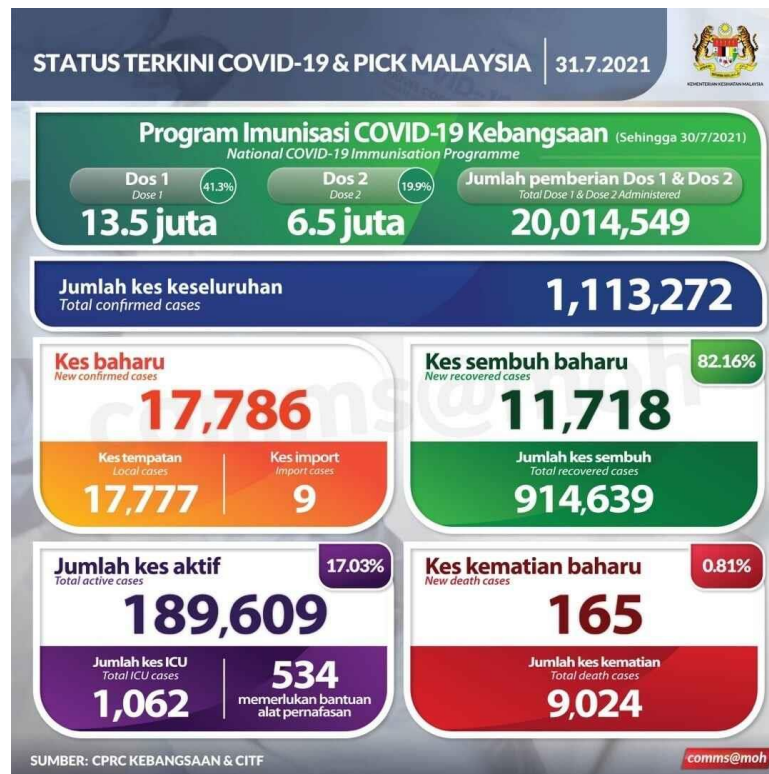 STATUS TERKINI COVID-19 & PICK MALAYSIA | 31.7.2021
KEMENTERIAN KESIHATAN MALAYSIA
Program Imunisasi COVID-19 Kebangsaan (Sehingga 30/7/2021)
National COVID-19 Immunisation Programme
Dos 1
Dose 1
41.3%
13.5 juta
Dos 2
Dose 2
19.9%
6.5 juta
Jumlah pemberian Dos 1 & Dos 2
Total Dose 1 & Dose 2 Administered
20,014,549
Jumlah kes keseluruhan
Total confirmed cases
1,113,272
Kes baharu
New confirmed cases
17,786
Kes tempatan
Local cases
17,777
Kes import
Import cases
9
Kes sembuh baharu
New recovered cases
82.16%
11,718
Jumlah kes sembuh
Total recovered cases
914,639
Jumlah kes aktif
Total active cases
17.03%
189,609
Jumlah kes ICU
Total ICU cases
1,062
534
memerlukan bantuan
alat pernafasan
Kes kematian baharu
New death cases
0.81%
165
Jumlah kes kematian
Total death cases
9,024
comms@moh
SUMBER: CPRC KEBANGSAAN & CITF
comms@moh